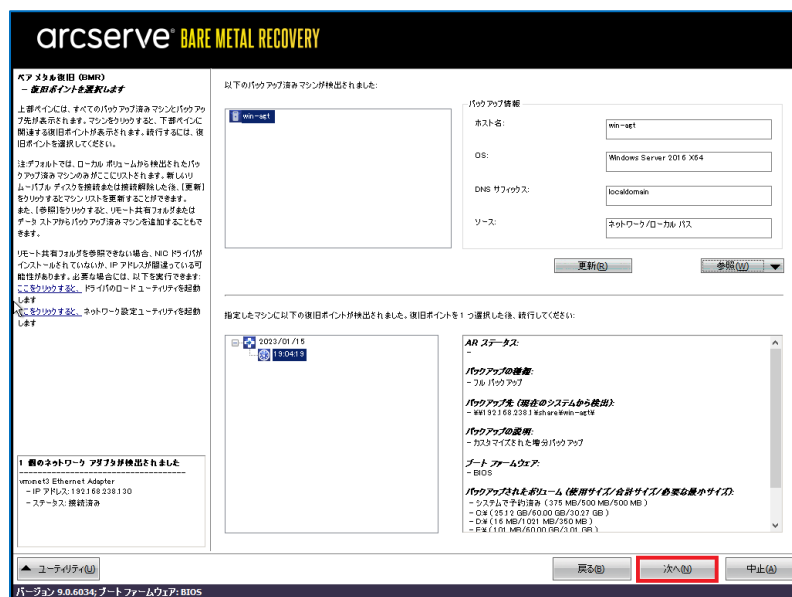 arcserve® BARE METAL RECOVERY
ベア メタル復旧 (BMR)
- 復旧ポイントを選択します
上部ペインには、すべてのバックアップ済みマシンとバックアップ先が表示されます。マシンをクリックすると、下部ペインに
関連する復旧ポイントが表示されます。続行するには、復
旧ポイントを選択してください。
注:デフォルトでは、ローカル ボリュームから検出されたバッ
クアップ済みマシンのみがここにリストされます。新しいリ
ムーバブル ディスクを接続または接続解除した後、[更新]
をクリックするとマシン リストを更新することができます。
また、[参照]をクリックすると、リモート共有フォルダまたは
データ ストアからバックアップ済みマシンを追加することもで
きます。
リモート共有フォルダを参照できない場合、NIC ドライバが
インストールされていないか、IP アドレスが間違っている可
能性があります。必要な場合には、以下を実行できます:
ここをクリックすると、 ドライバのロード ユーティリティを起動
します
ここをクリックすると、 ネットワーク設定ユーティリティを起動
します
1 個のネットワーク アダプタが検出されました
vmxnet3 Ethernet Adapter
- IP アドレス: 192.168.238.130
- ステータス: 接続済み
以下のバックアップ済みマシンが検出されました:
win-agt
バックアップ情報
ホスト名:
win-agt
OS:
Windows Server 2016 X64
DNS サフィックス:
localdomain
ソース:
ネットワーク/ローカル パス
更新(R)
参照(W)
指定したマシンに以下の復旧ポイントが検出されました。復旧ポイントを 1 つ選択した後、続行してください:
2023/01/15
19:04:19
AR ステータス:
-
バックアップの種類:
- フル バックアップ
バックアップ先 (現在のシステムから検出):
- ¥¥192.168.238.1¥share¥win-agt¥
バックアップの説明:
- カスタマイズされた増分バックアップ
ブート ファームウェア:
- BIOS
バックアップされたボリューム (使用サイズ/合計サイズ/必要な最小サイズ):
- システムで予約済み ( 375 MB/500 MB/500 MB )
- C:¥ ( 25.12 GB/60.00 GB/30.27 GB )
- D:¥ ( 16 MB/1021 MB/350 MB )
- E:¥ ( 101 MB/60.00 GB/3.01 GB )
ユーティリティ(U)
戻る(B)
次へ(N)
中止(A)
バージョン 9.0.6034; ブート ファームウェア: BIOS